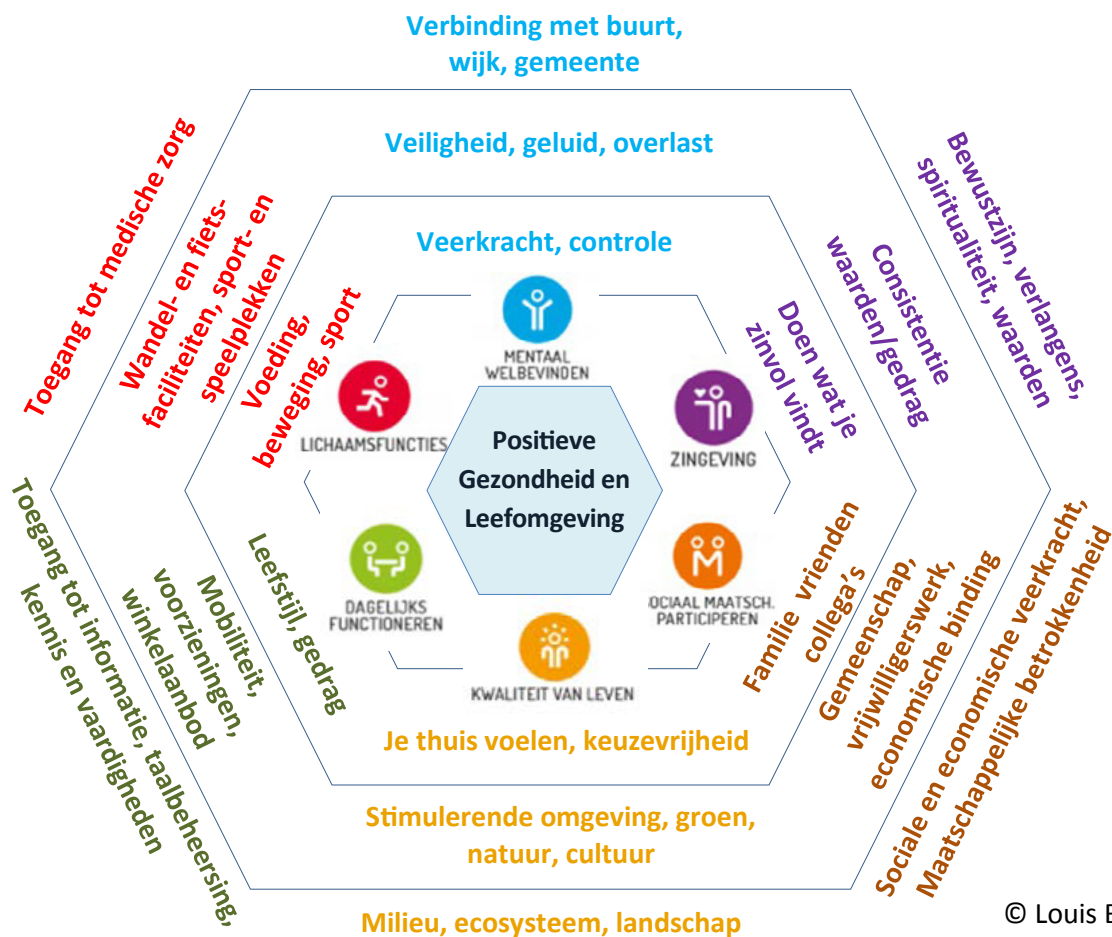 Verbinding met buurt,
wijk, gemeente
Veiligheid, geluid, overlast
Veerkracht, controle
MENTAAL
WELBEVINDEN
Toegang tot medische zorg
Wandel- en fiets-
faciliteiten, sport- en
speelplekken
Voeding,
beweging, sport
LICHAAMSFUNCTIES
Bewustzijn, verlangens,
spiritualiteit, waarden
Consistentie
waarden/gedrag
Doen wat je
zinvol vindt
ZINGEVING
Positieve
Gezondheid en
Leefomgeving
Toegang tot informatie, taalbeheersing,
kennis en vaardigheden
Mobiliteit,
voorzieningen,
winkelaanbod
Leefstijl, gedrag
DAGELIJKS
FUNCTIONEREN
OCIAAL MAATSCH.
PARTICIPEREN
Familie vrienden
collega's
Gemeenschap,
vrijwilligerswerk,
economische binding
Sociale en economische veerkracht,
Maatschappelijke betrokkenheid
KWALITEIT VAN LEVEN
Je thuis voelen, keuzevrijheid
Stimulerende omgeving, groen,
natuur, cultuur
Milieu, ecosysteem, landschap
© Louis